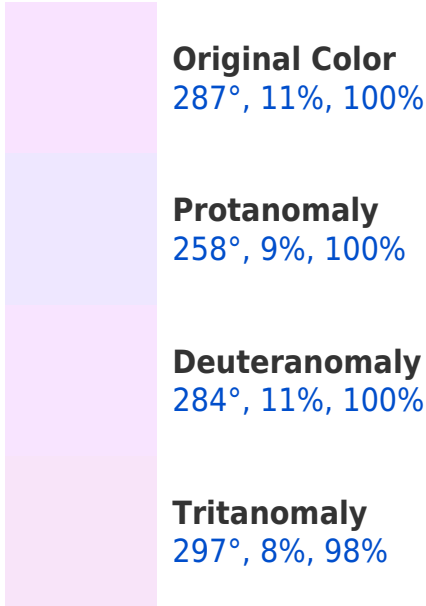 Original Color
287°, 11%, 100%
Protanomaly
258°, 9%, 100%
Deuteranomaly
284°, 11%, 100%
Tritanomaly
297°, 8%, 98%